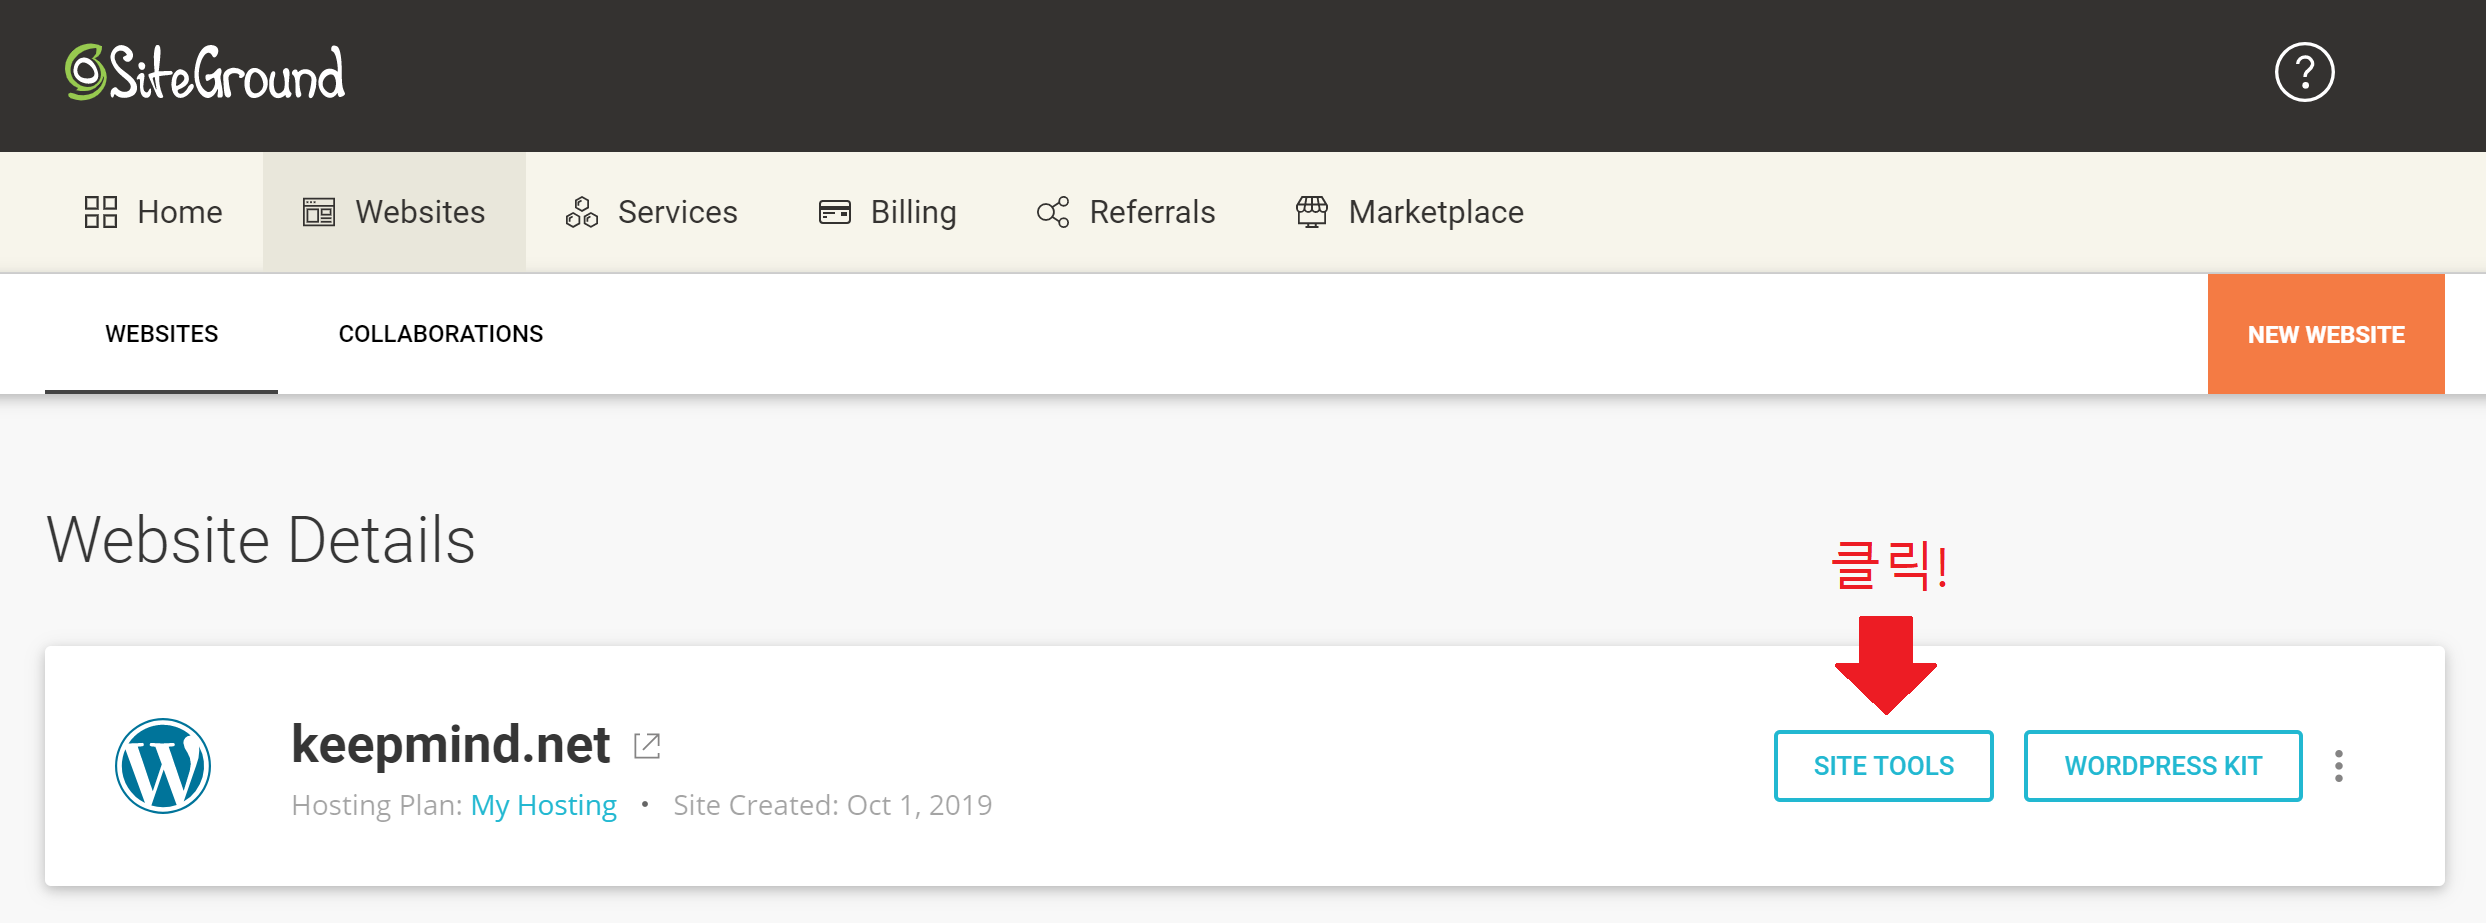 SiteGround
?
Home Websites Services Billing Referrals Marketplace
WEBSITES COLLABORATIONS NEW WEBSITE
Website Details
클릭!
keepmind.net
SITE TOOLS WORDPRESS KIT
Hosting Plan: My Hosting • Site Created: Oct 1, 2019